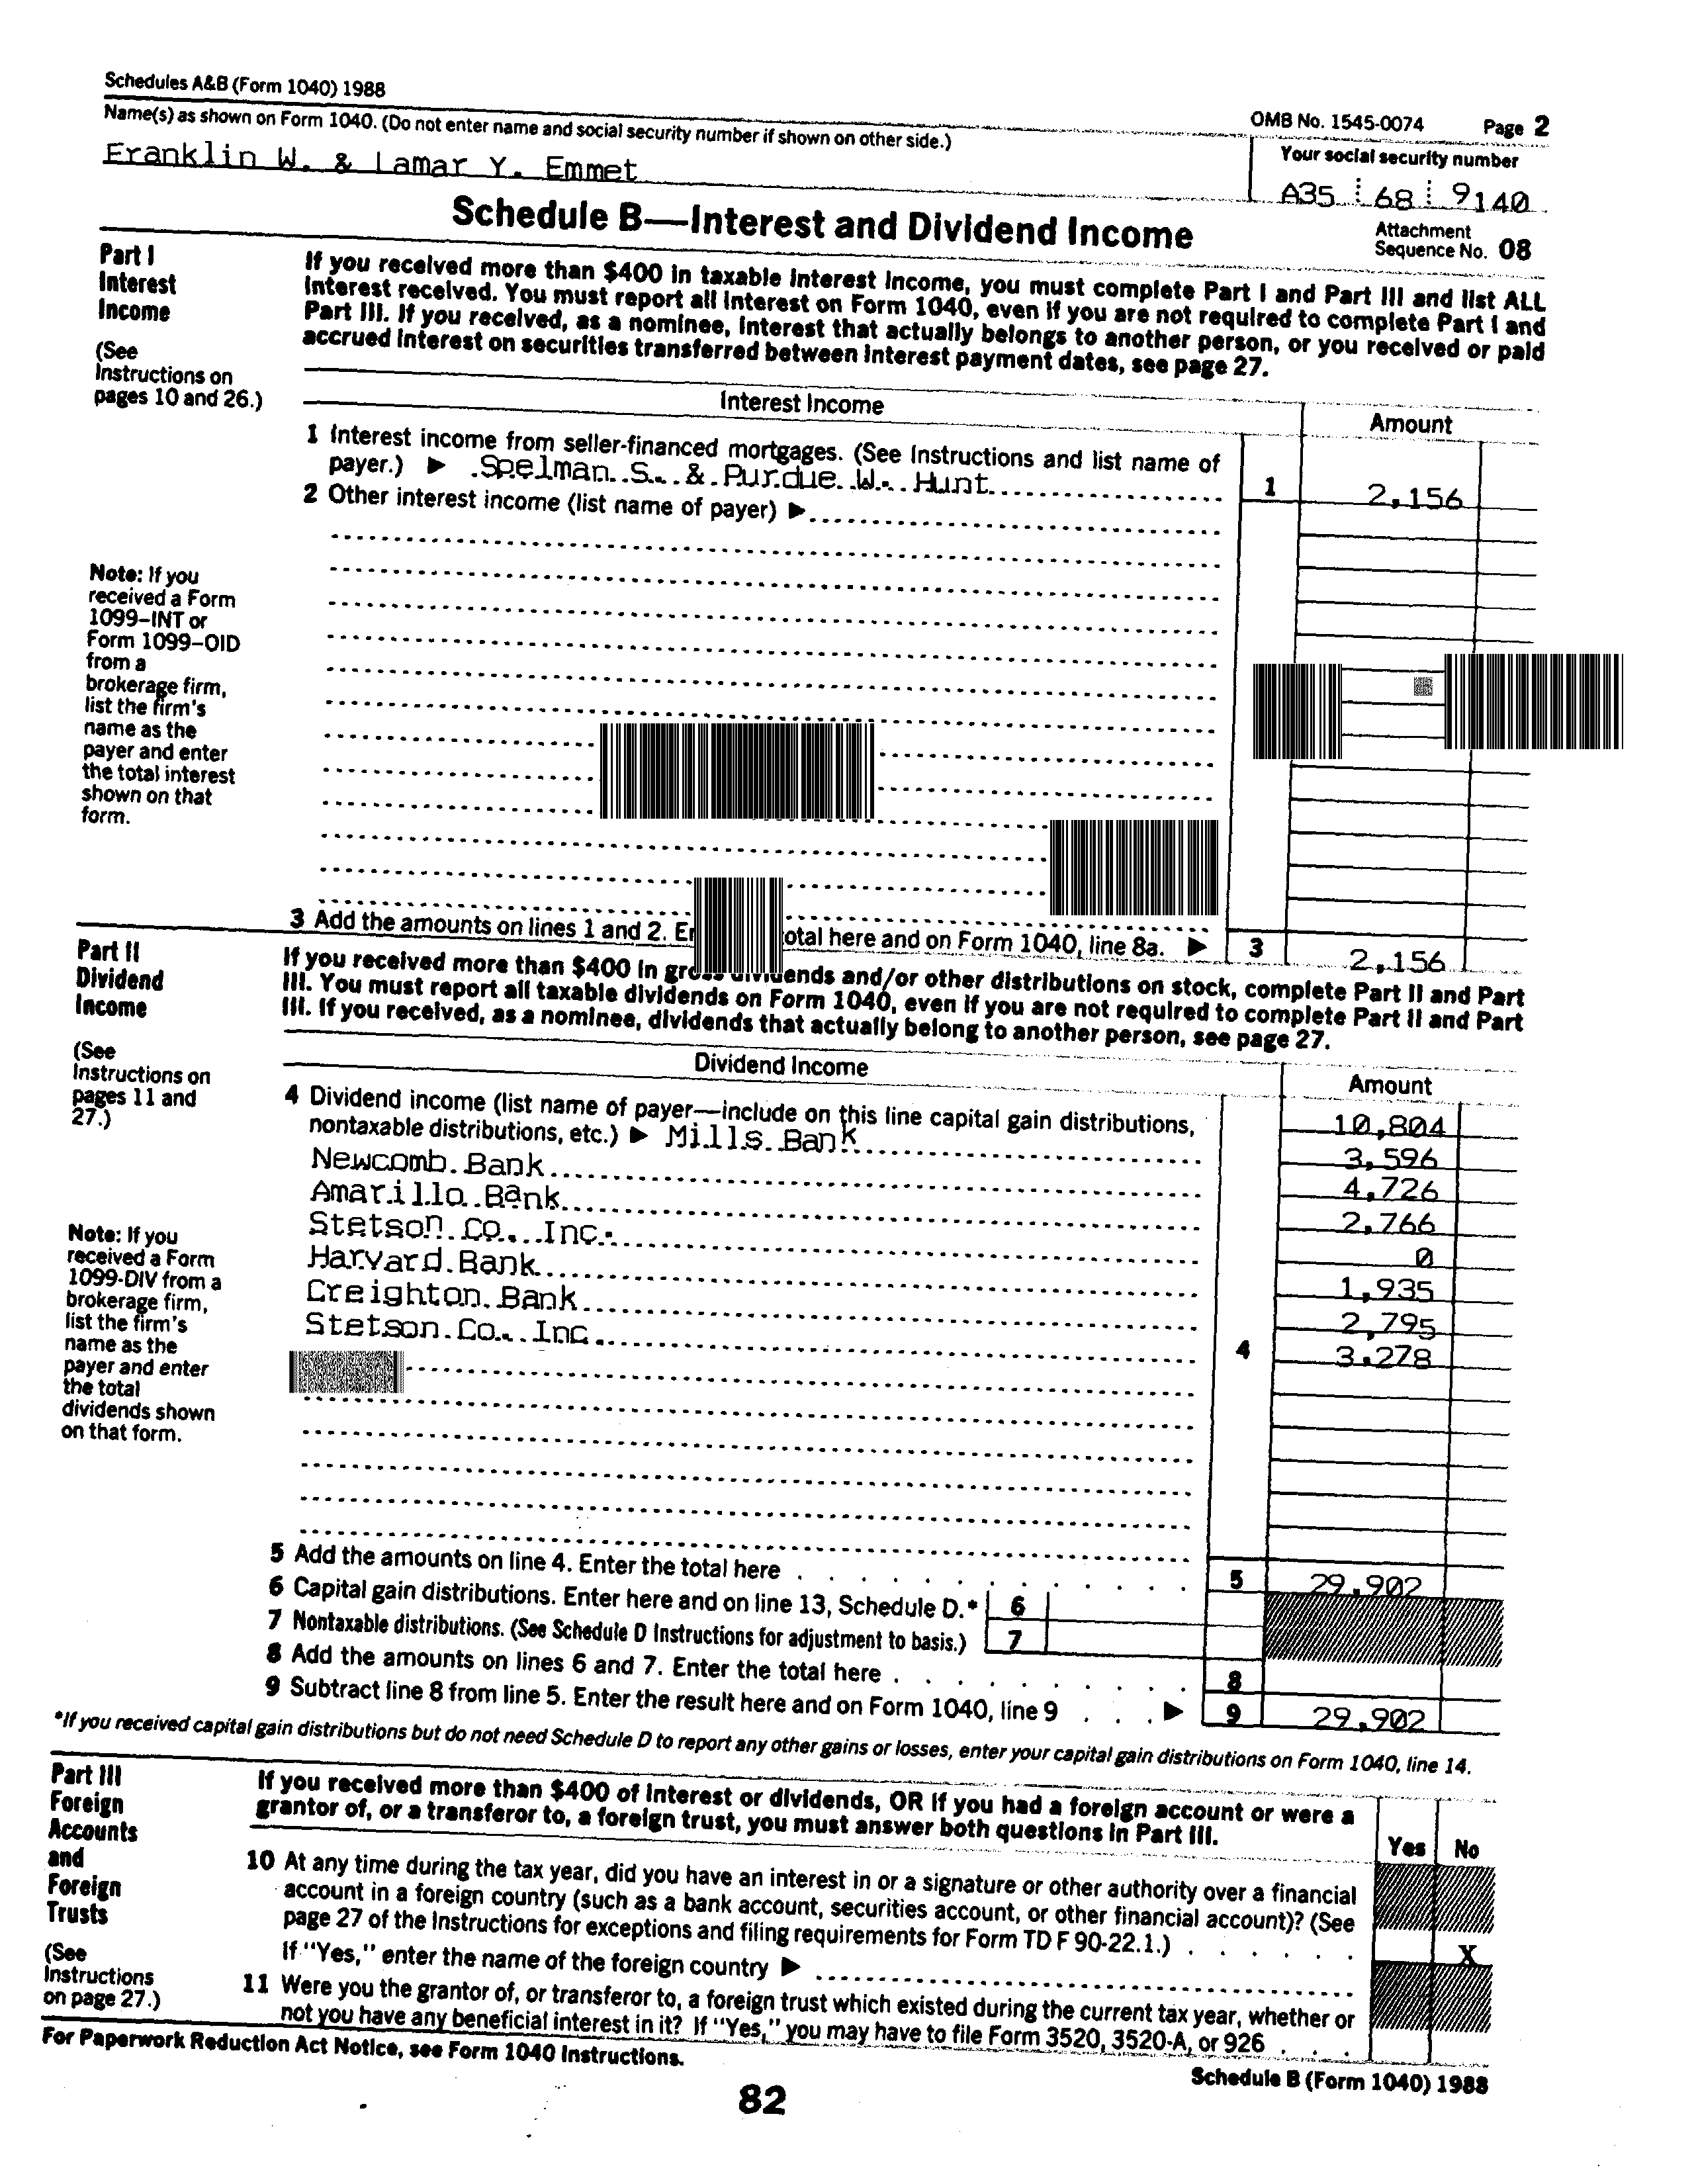 Schedules A&B (Form 1040) 1988
OMB No. 1545-0074 Page 2
Name(s) as shown on Form 1040. (Do not enter name and social security number if shown on other side.)
Your social security number
Franklin W. & Lamar Y. Emmet
A35 68 9140
Schedule B—Interest and Dividend Income
Attachment
Sequence No. 08
Part I
Interest
Income
(See
Instructions on
pages 10 and 26.)
If you received more than $400 in taxable interest income, you must complete Part I and Part III and list ALL
interest received. You must report all interest on Form 1040, even if you are not required to complete Part I and
Part III. If you received, as a nominee, interest that actually belongs to another person, or you received or paid
accrued interest on securities transferred between interest payment dates, see page 27.
Interest Income
Amount
1 Interest income from seller-financed mortgages. (See Instructions and list name of
payer.) ▶ Spelman S. & Purdue W. Hunt
1 2,156
2 Other interest income (list name of payer) ▶
Note: If you
received a Form
1099–INT or
Form 1099–OID
from a
brokerage firm,
list the firm's
name as the
payer and enter
the total interest
shown on that
form.
3 Add the amounts on lines 1 and 2. otal here and on Form 1040, line 8a. ▶ 3 2,156
Part II
Dividend
Income
(See
Instructions on
pages 11 and
27.)
If you received more than $400 in gross dividends and/or other distributions on stock, complete Part II and Part
III. You must report all taxable dividends on Form 1040, even if you are not required to complete Part II and Part
III. If you received, as a nominee, dividends that actually belong to another person, see page 27.
Dividend Income
Amount
4 Dividend income (list name of payer—include on this line capital gain distributions,
nontaxable distributions, etc.) ▶ Mills Bank
Newcomb Bank
Amarillo Bank
Stetson Co., Inc.
Harvard Bank
Creighton Bank
Stetson Co., Inc.
4
10,804
3,596
4,726
2,766
0
1,935
2,795
3,278
Note: If you
received a Form
1099-DIV from a
brokerage firm,
list the firm's
name as the
payer and enter
the total
dividends shown
on that form.
5 Add the amounts on line 4. Enter the total here 5 29,902
6 Capital gain distributions. Enter here and on line 13, Schedule D.* 6
7 Nontaxable distributions. (See Schedule D Instructions for adjustment to basis.) 7
8 Add the amounts on lines 6 and 7. Enter the total here 8
9 Subtract line 8 from line 5. Enter the result here and on Form 1040, line 9 ▶ 9 29,902
*If you received capital gain distributions but do not need Schedule D to report any other gains or losses, enter your capital gain distributions on Form 1040, line 14.
Part III
Foreign
Accounts
and
Foreign
Trusts
(See
Instructions
on page 27.)
If you received more than $400 of interest or dividends, OR if you had a foreign account or were a
grantor of, or a transferor to, a foreign trust, you must answer both questions in Part III.
Yes No
10 At any time during the tax year, did you have an interest in or a signature or other authority over a financial
account in a foreign country (such as a bank account, securities account, or other financial account)? (See
page 27 of the Instructions for exceptions and filing requirements for Form TD F 90-22.1.) X
If "Yes," enter the name of the foreign country ▶
11 Were you the grantor of, or transferor to, a foreign trust which existed during the current tax year, whether or
not you have any beneficial interest in it? If "Yes," you may have to file Form 3520, 3520-A, or 926
For Paperwork Reduction Act Notice, see Form 1040 Instructions.
Schedule B (Form 1040) 1988
82